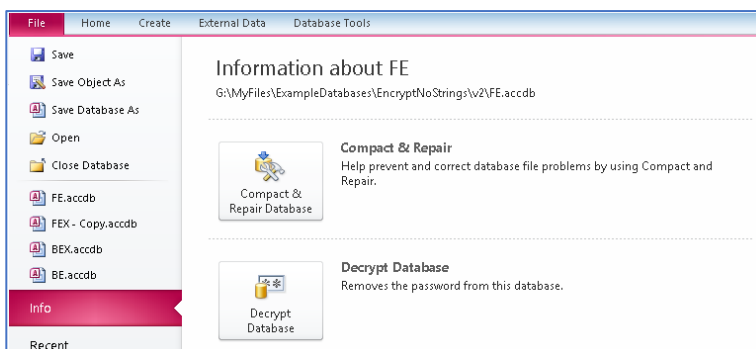 File Home Create External Data Database Tools
Save
Save Object As
Save Database As
Open
Close Database
FE.accdb
FEX - Copy.accdb
BEX.accdb
BE.accdb
Info
Recent
Information about FE
G:\MyFiles\ExampleDatabases\EncryptNoStrings\v2\FE.accdb
Compact &
Repair Database
Compact & Repair
Help prevent and correct database file problems by using Compact and
Repair.
Decrypt
Database
Decrypt Database
Removes the password from this database.